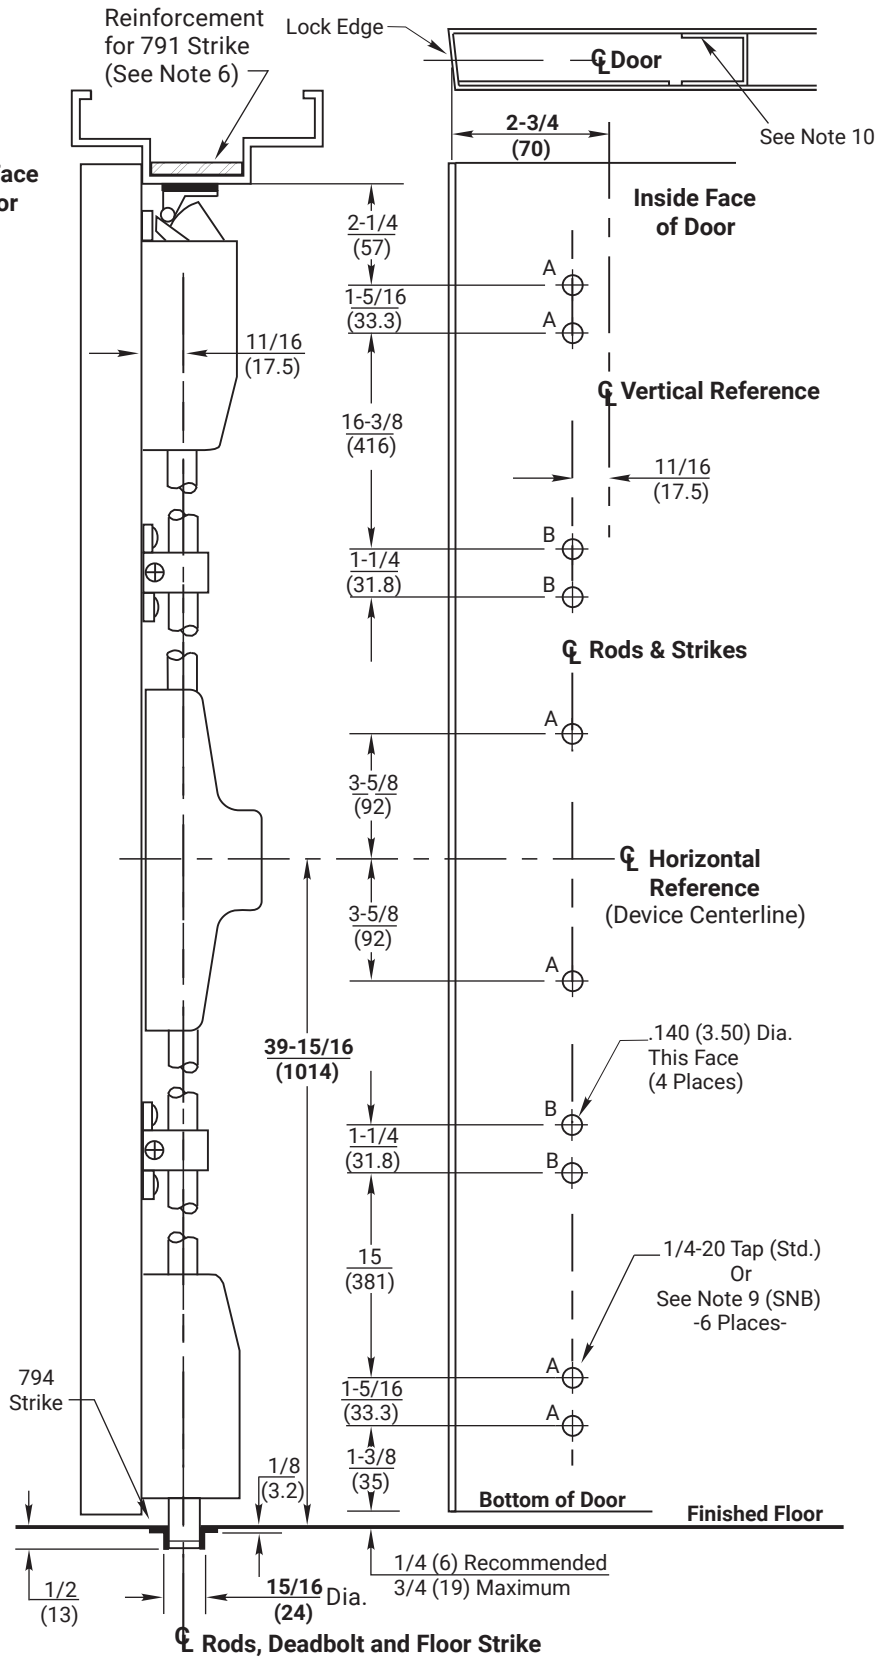 Reinforcement
for 791 Strike
(See Note 6)
Lock Edge
℄ Door
See Note 10
2-3/4
(70)
Inside Face
of Door
2-1/4
(57)
A
1-5/16
(33.3)
A
11/16
(17.5)
℄ Vertical Reference
16-3/8
(416)
11/16
(17.5)
B
1-1/4
(31.8)
B
℄ Rods & Strikes
A
3-5/8
(92)
℄ Horizontal
Reference
(Device Centerline)
3-5/8
(92)
A
39-15/16
(1014)
.140 (3.50) Dia.
This Face
(4 Places)
B
1-1/4
(31.8)
B
15
(381)
1/4-20 Tap (Std.)
Or
See Note 9 (SNB)
-6 Places-
A
1-5/16
(33.3)
A
794
Strike
1/8
(3.2)
1-3/8
(35)
Bottom of Door
Finished Floor
1/4 (6) Recommended
3/4 (19) Maximum
1/2
(13)
15/16
(24)
Dia.
℄ Rods, Deadbolt and Floor Strike